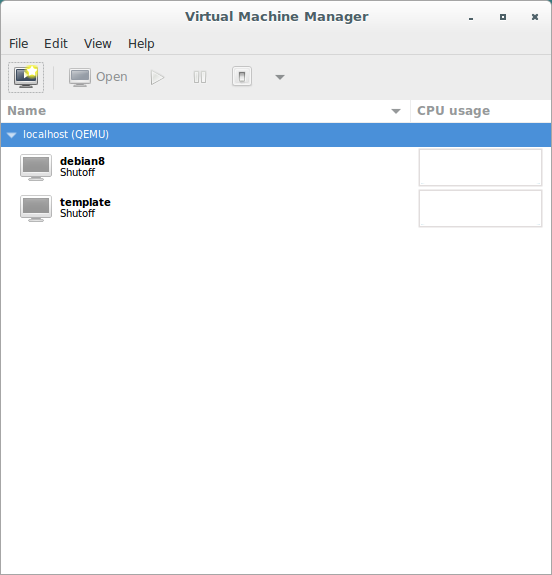 Virtual Machine Manager
File Edit View Help
Open
Name CPU usage
localhost (QEMU)
debian8
Shutoff
template
Shutoff